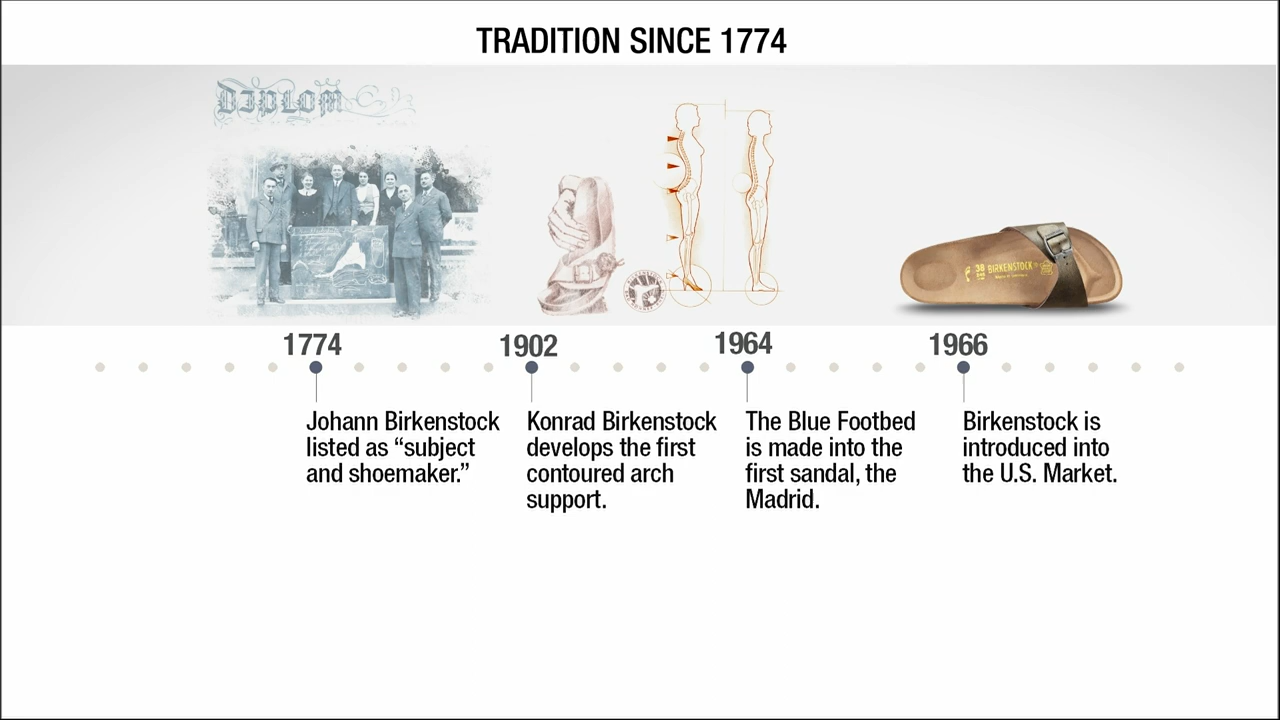 TRADITION SINCE 1774
Diplom
38
BIRKENSTOCK
1774
1902
1964
1966
Johann Birkenstock
listed as “subject
and shoemaker.”
Konrad Birkenstock
develops the first
contoured arch
support.
The Blue Footbed
is made into the
first sandal, the
Madrid.
Birkenstock is
introduced into
the U.S. Market.